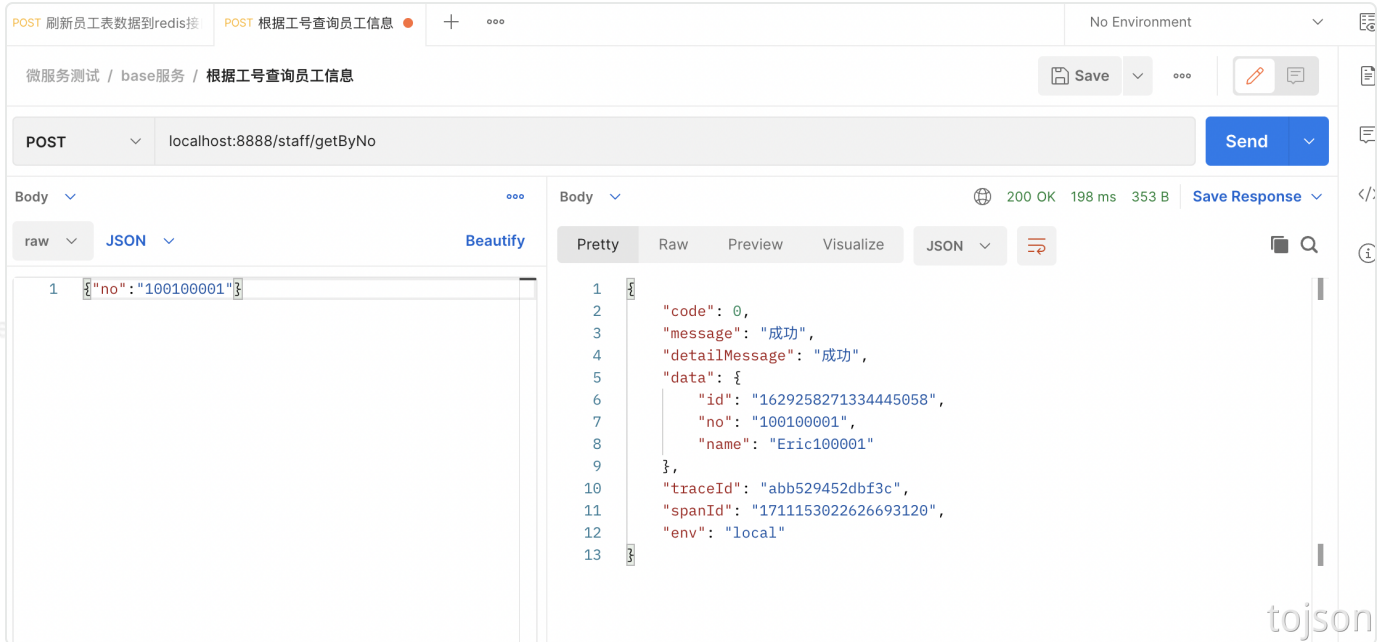 POST 刷新员工表数据到redis接 POST 根据工号查询员工信息 No Environment
微服务测试 / base服务 / 根据工号查询员工信息 Save
POST localhost:8888/staff/getByNo Send
Body Body 200 OK 198 ms 353 B Save Response
raw JSON Beautify Pretty Raw Preview Visualize JSON
1 {"no":"100100001"}
1 {
2 "code": 0,
3 "message": "成功",
4 "detailMessage": "成功",
5 "data": {
6 "id": "1629258271334445058",
7 "no": "100100001",
8 "name": "Eric100001"
9 },
10 "traceId": "abb529452dbf3c",
11 "spanId": "1711153022626693120",
12 "env": "local"
13 }
tojson